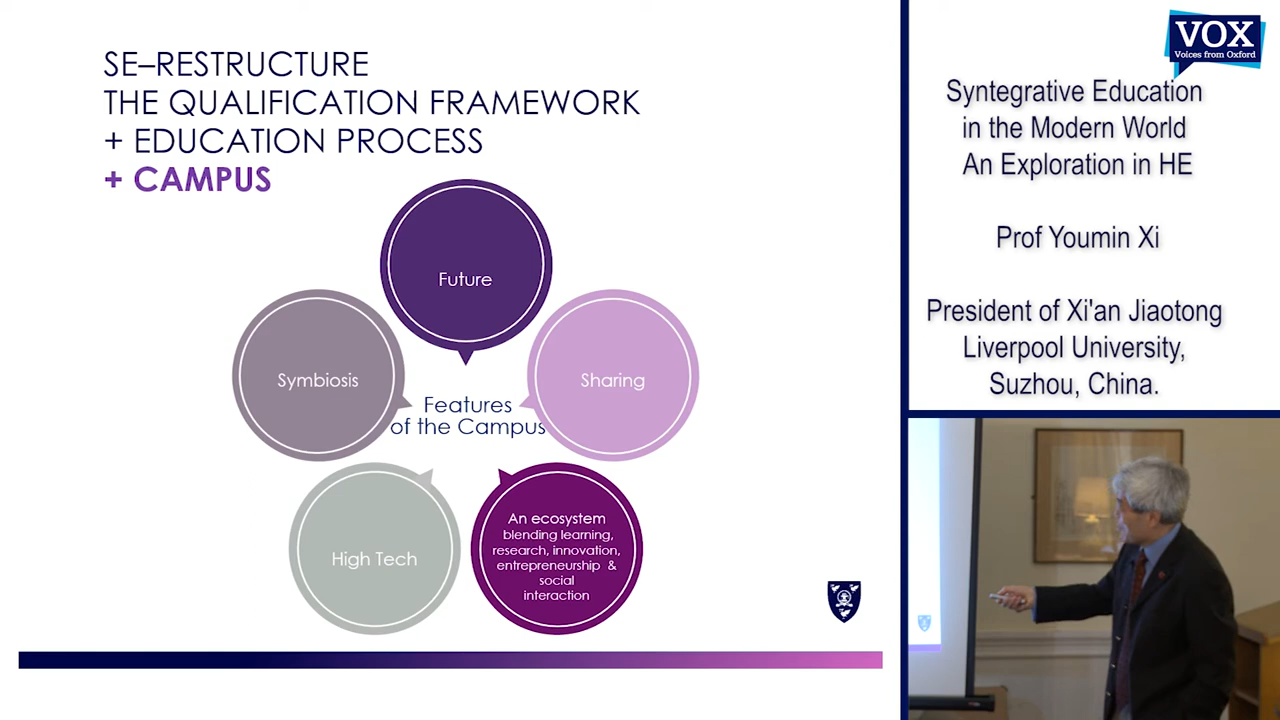 SE–RESTRUCTURE
THE QUALIFICATION FRAMEWORK
+ EDUCATION PROCESS
+ CAMPUS
Future
Symbiosis
Sharing
Features
of the Campus
High Tech
An ecosystem
blending learning,
research, innovation,
entrepreneurship &
social
interaction
VOX
Voices from Oxford
Syntegrative Education
in the Modern World
An Exploration in HE
Prof Youmin Xi
President of Xi'an Jiaotong
Liverpool University,
Suzhou, China.